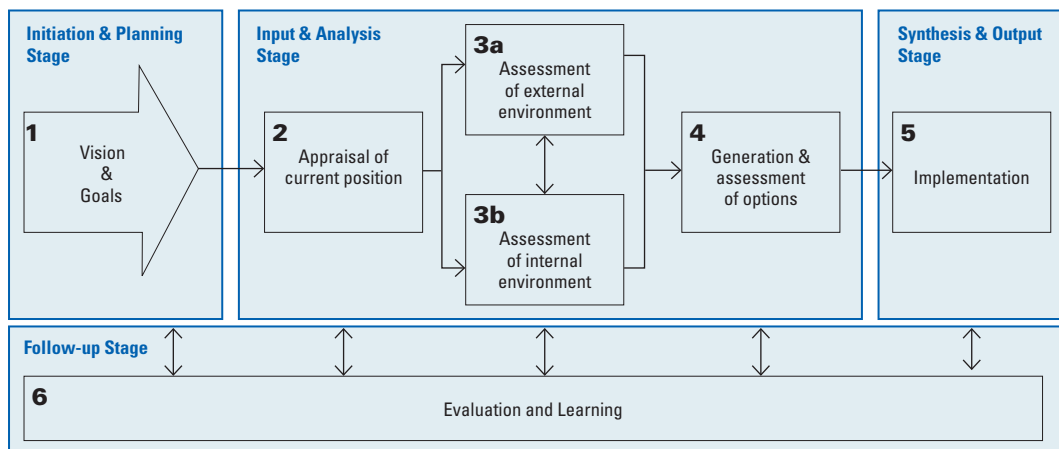 Initiation & Planning
Stage
1
Vision
&
Goals
Input & Analysis
Stage
2
Appraisal of
current position
3a
Assessment
of external
environment
3b
Assessment
of internal
environment
4
Generation &
assessment
of options
Synthesis & Output
Stage
5
Implementation
Follow-up Stage
6
Evaluation and Learning